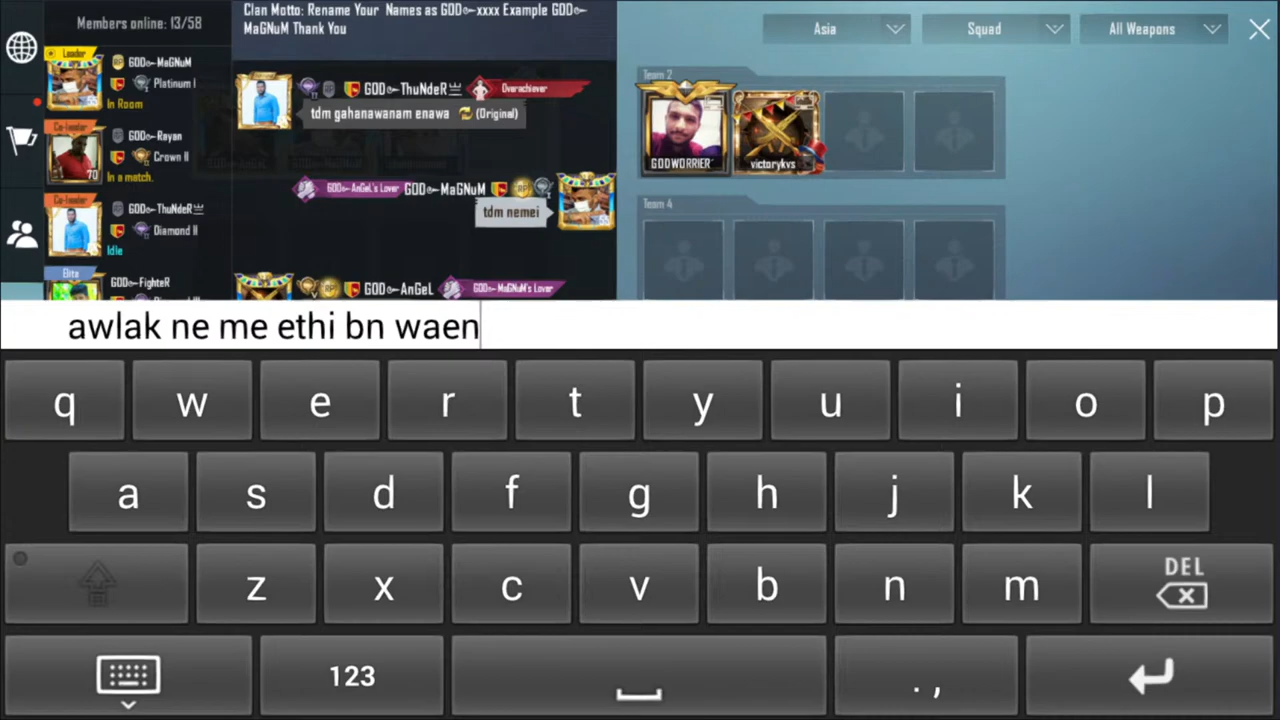 Members online: 13/58
Leader
GOD๛MaGNuM
Platinum I
In Room
Co-leader
GOD๛Rayan
Crown II
70
In a match.
Co-leader
GOD๛ThuNdeR
Diamond II
Idle
Elite
GOD๛FighteR
Clan Motto: Rename Your Names as GOD๛xxxx Example GOD๛
MaGNuM Thank You
GOD๛ThuNdeR
Overachiever
tdm gahanawanam enawa (Original)
GOD๛AnGeL's Lover GOD๛MaGNuM RP
tdm nemei
55
RP GOD๛AnGeL GOD๛MaGNuM's Lover
Asia
Squad
All Weapons
Team 2
GODWORRIER
victorykvs
Team 4
awlak ne me ethi bn waen
q w e r t y u i o p
a s d f g h j k l
z x c v b n m DEL
123 . ,